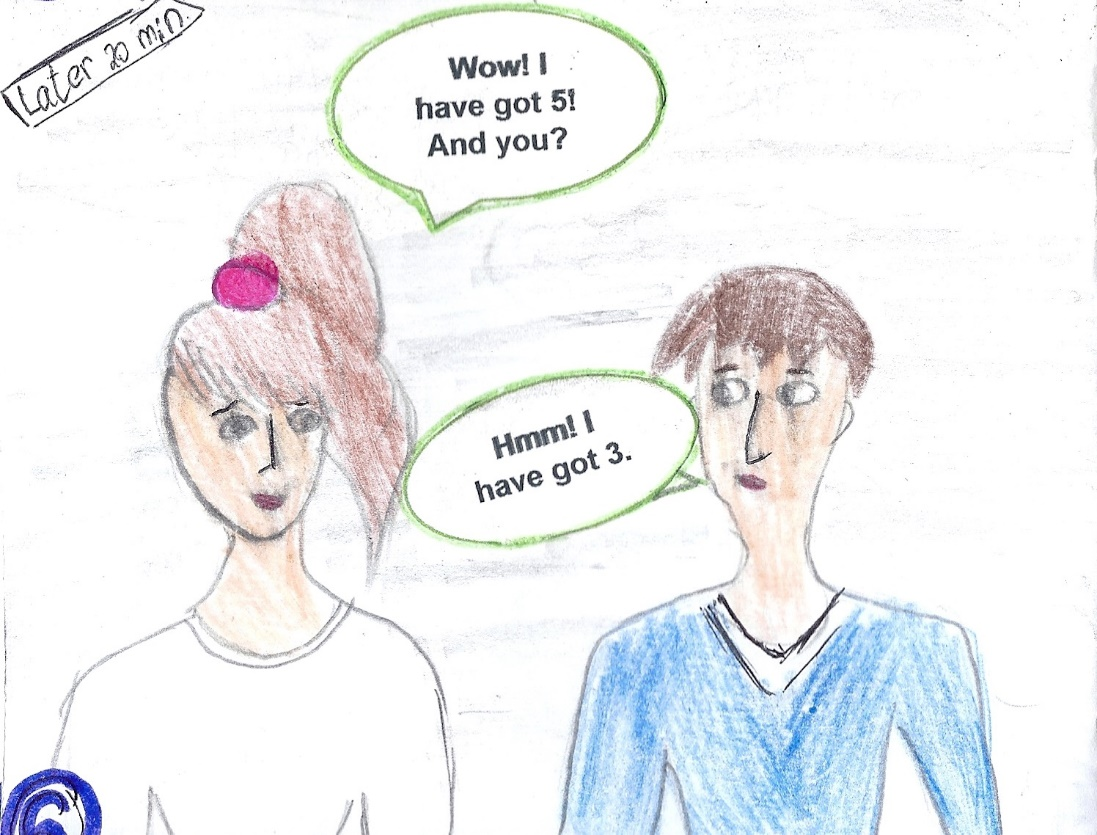 Later 20 min.
Wow! I
have got 5!
And you?
Hmm! I
have got 3.
6